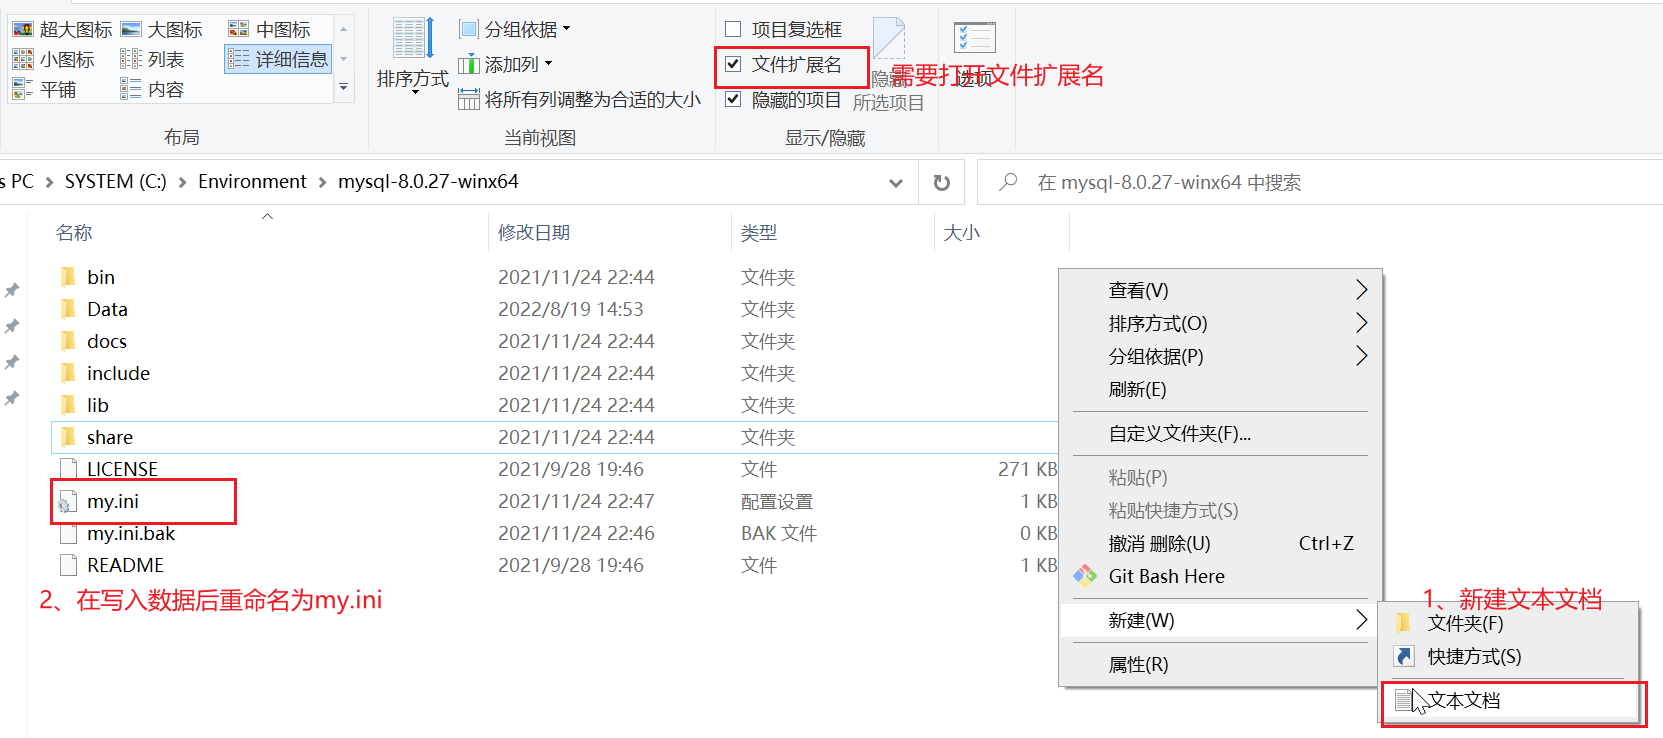 超大图标 大图标 中图标
小图标 列表 详细信息
平铺 内容
布局
排序方式
分组依据
添加列
将所有列调整为合适的大小
当前视图
项目复选框
文件扩展名
隐藏的项目
隐藏
所选项目
显示/隐藏
选项
需要打开文件扩展名
s PC > SYSTEM (C:) > Environment > mysql-8.0.27-winx64
在 mysql-8.0.27-winx64 中搜索
名称 修改日期 类型 大小
bin 2021/11/24 22:44 文件夹
Data 2022/8/19 14:53 文件夹
docs 2021/11/24 22:44 文件夹
include 2021/11/24 22:44 文件夹
lib 2021/11/24 22:44 文件夹
share 2021/11/24 22:44 文件夹
LICENSE 2021/9/28 19:46 文件 271 KB
my.ini 2021/11/24 22:47 配置设置 1 KB
my.ini.bak 2021/11/24 22:46 BAK 文件 0 KB
README 2021/9/28 19:46 文件 1 KB
2、在写入数据后重命名为my.ini
查看(V)
排序方式(O)
分组依据(P)
刷新(E)
自定义文件夹(F)...
粘贴(P)
粘贴快捷方式(S)
撤消 删除(U) Ctrl+Z
Git Bash Here
新建(W)
属性(R)
1、新建文本文档
文件夹(F)
快捷方式(S)
文本文档